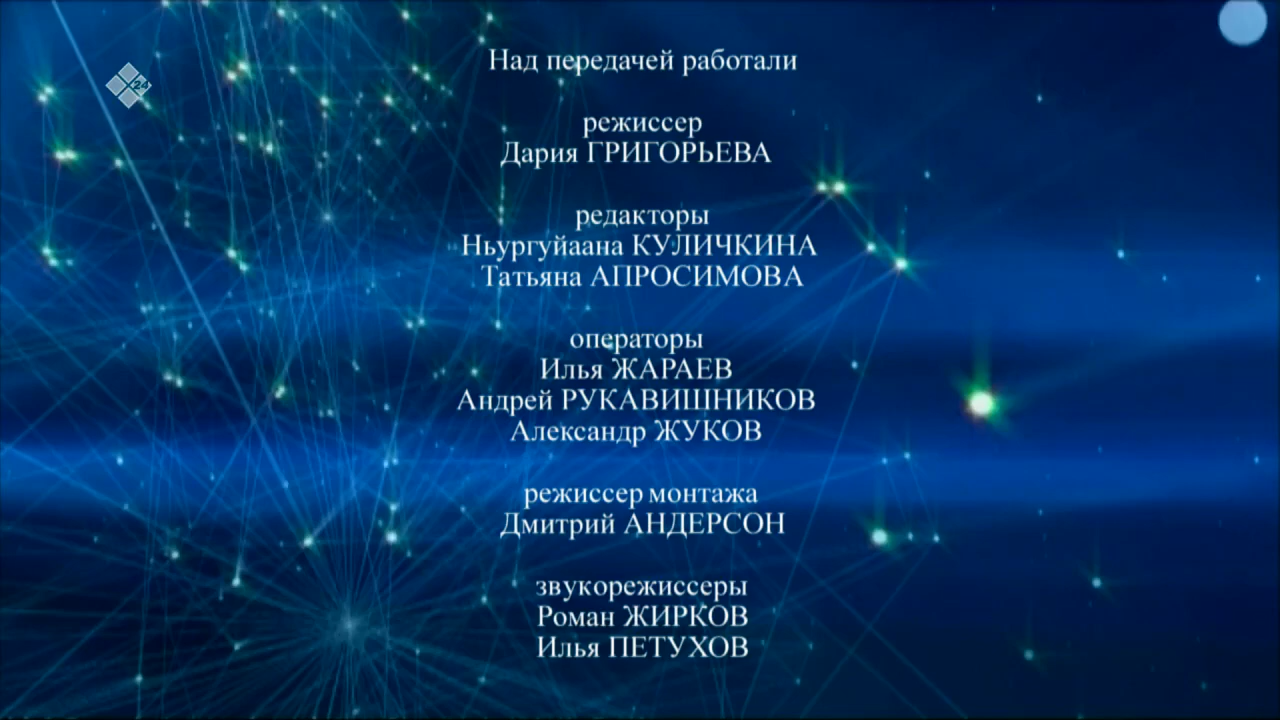 Х24
Над передачей работали
режиссер
Дария ГРИГОРЬЕВА
редакторы
Ньургуйаана КУЛИЧКИНА
Татьяна АПРОСИМОВА
операторы
Илья ЖАРАЕВ
Андрей РУКАВИШНИКОВ
Александр ЖУКОВ
режиссер монтажа
Дмитрий АНДЕРСОН
звукорежиссеры
Роман ЖИРКОВ
Илья ПЕТУХОВ